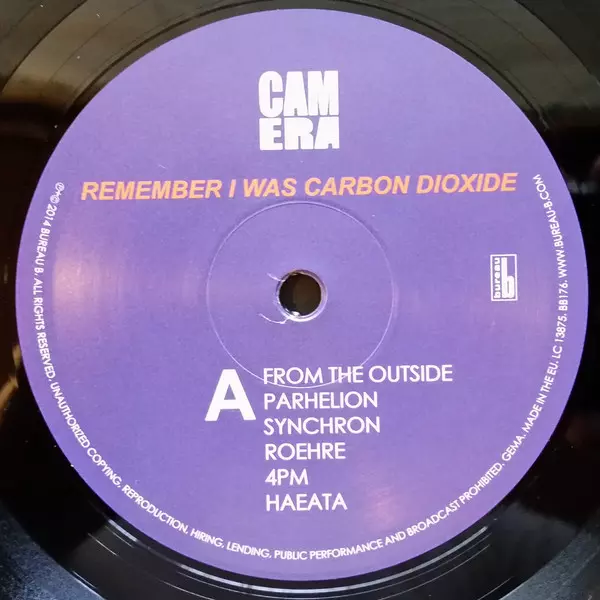 CAM
ERA
REMEMBER I WAS CARBON DIOXIDE
bureau b
A
FROM THE OUTSIDE
PARHELION
SYNCHRON
ROEHRE
4PM
HAEATA
℗© 2014 BUREAU B. ALL RIGHTS RESERVED. UNAUTHORIZED COPYING, REPRODUCTION, HIRING, LENDING, PUBLIC PERFORMANCE AND BROADCAST PROHIBITED. GEMA. MADE IN THE EU. LC 13875. BB176. WWW.BUREAU-B.COM